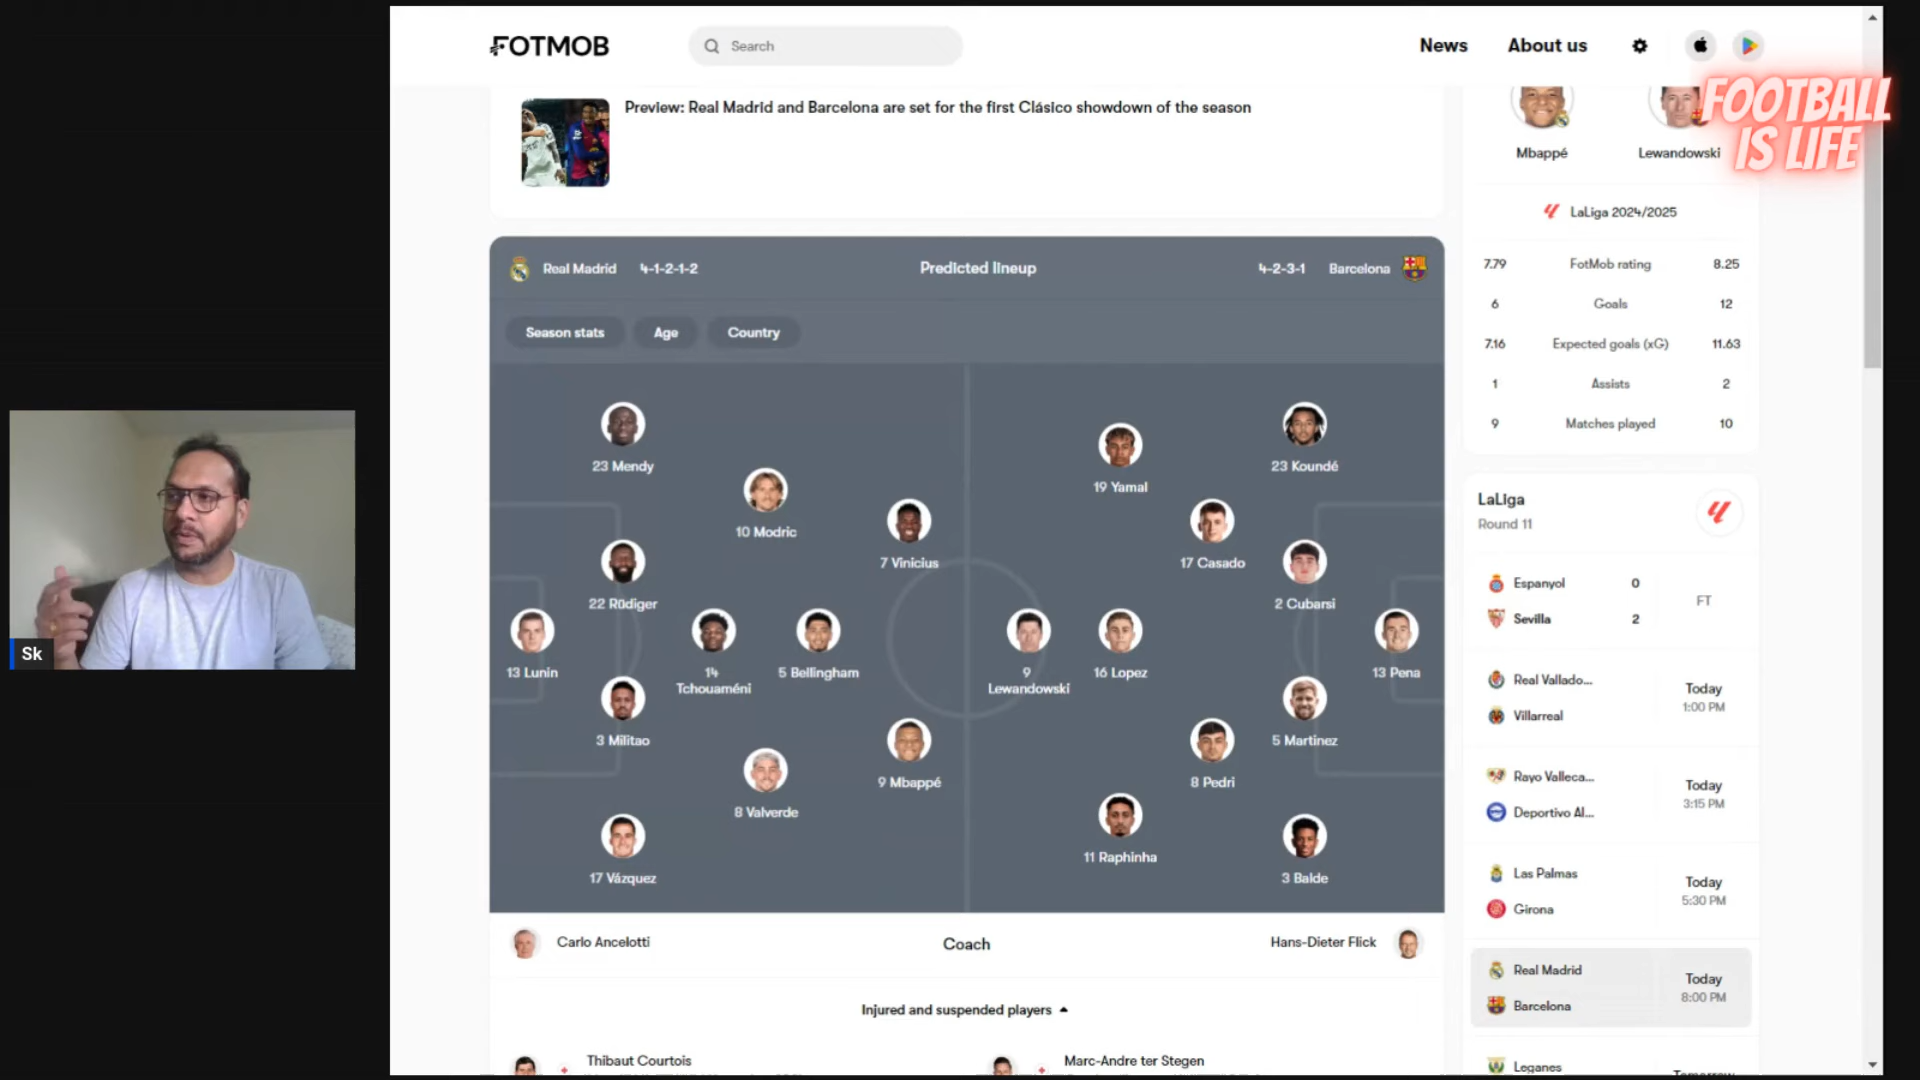 FOTMOB
Search
News
About us
FOOTBALL
IS LIFE
Preview: Real Madrid and Barcelona are set for the first Clásico showdown of the season
Mbappé
Lewandowski
LaLiga 2024/2025
7.79 FotMob rating 8.25
6 Goals 12
7.16 Expected goals (xG) 11.63
1 Assists 2
9 Matches played 10
Real Madrid 4-1-2-1-2
Predicted lineup
4-2-3-1 Barcelona
Season stats
Age
Country
23 Mendy
10 Modric
7 Vinicius
22 Rüdiger
13 Lunin
14
Tchouaméni
5 Bellingham
3 Militao
9 Mbappé
8 Valverde
17 Vázquez
19 Yamal
23 Koundé
17 Casado
2 Cubarsi
9
Lewandowski
16 Lopez
13 Pena
5 Martinez
8 Pedri
11 Raphinha
3 Balde
Carlo Ancelotti
Coach
Hans-Dieter Flick
Injured and suspended players
Thibaut Courtois
Marc-Andre ter Stegen
LaLiga
Round 11
Espanyol 0
Sevilla 2
FT
Real Vallado...
Villarreal
Today
1:00 PM
Rayo Valleca...
Deportivo Al...
Today
3:15 PM
Las Palmas
Girona
Today
5:30 PM
Real Madrid
Barcelona
Today
8:00 PM
Leganes
Tomorrow
Sk